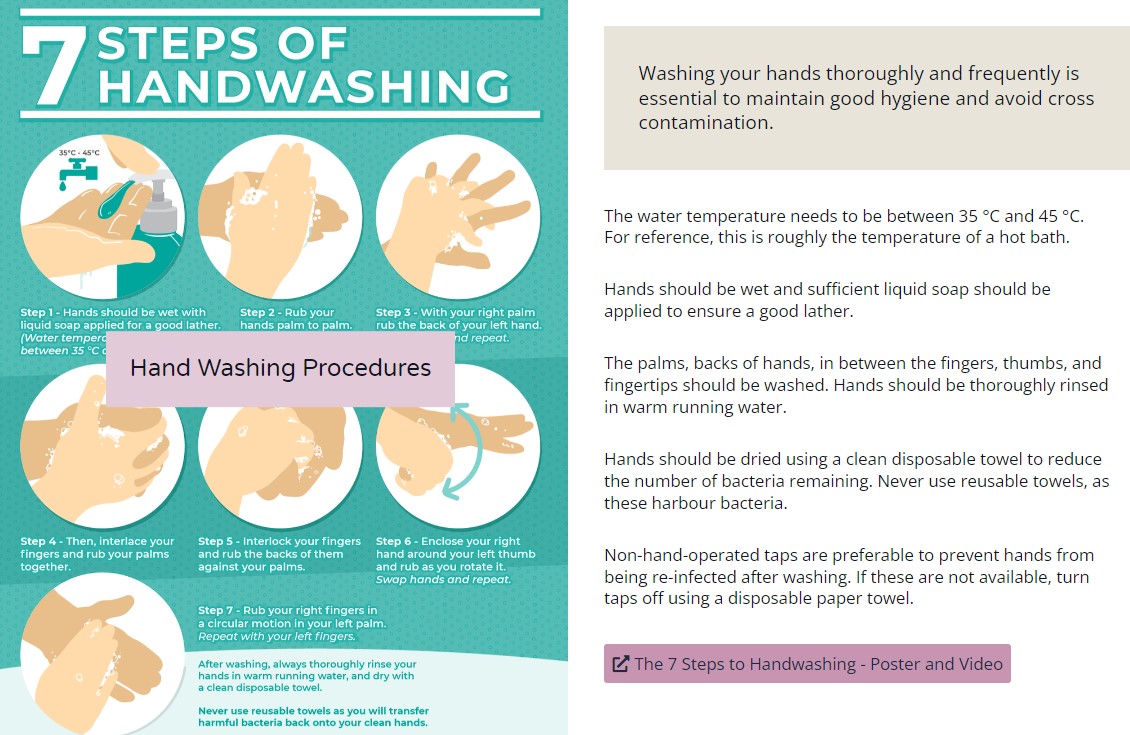 7 STEPS OF
HANDWASHING
35°C - 45°C
Step 1 - Hands should be wet with
liquid soap applied for a good lather.
(Water tempera
between 35 °C
Step 2 - Rub your
hands palm to palm.
Step 3 - With your right palm
rub the back of your left hand.
nd repeat.
Hand Washing Procedures
Step 4 - Then, interlace your
fingers and rub your palms
together.
Step 5 - Interlock your fingers
and rub the backs of them
against your palms.
Step 6 - Enclose your right
hand around your left thumb
and rub as you rotate it.
Swap hands and repeat.
Step 7 - Rub your right fingers in
a circular motion in your left palm.
Repeat with your left fingers.
After washing, always thoroughly rinse your
hands in warm running water, and dry with
a clean disposable towel.
Never use reusable towels as you will transfer
harmful bacteria back onto your clean hands.
Washing your hands thoroughly and frequently is
essential to maintain good hygiene and avoid cross
contamination.
The water temperature needs to be between 35 °C and 45 °C.
For reference, this is roughly the temperature of a hot bath.
Hands should be wet and sufficient liquid soap should be
applied to ensure a good lather.
The palms, backs of hands, in between the fingers, thumbs, and
fingertips should be washed. Hands should be thoroughly rinsed
in warm running water.
Hands should be dried using a clean disposable towel to reduce
the number of bacteria remaining. Never use reusable towels, as
these harbour bacteria.
Non-hand-operated taps are preferable to prevent hands from
being re-infected after washing. If these are not available, turn
taps off using a disposable paper towel.
The 7 Steps to Handwashing - Poster and Video